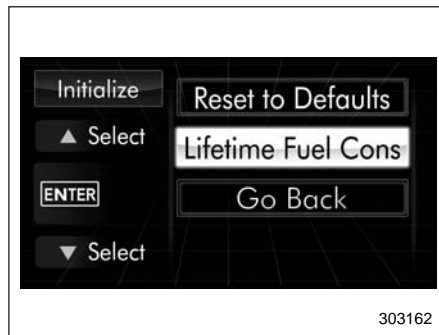 Initialize
▲ Select
ENTER
▼ Select
Reset to Defaults
Lifetime Fuel Cons
Go Back
303162